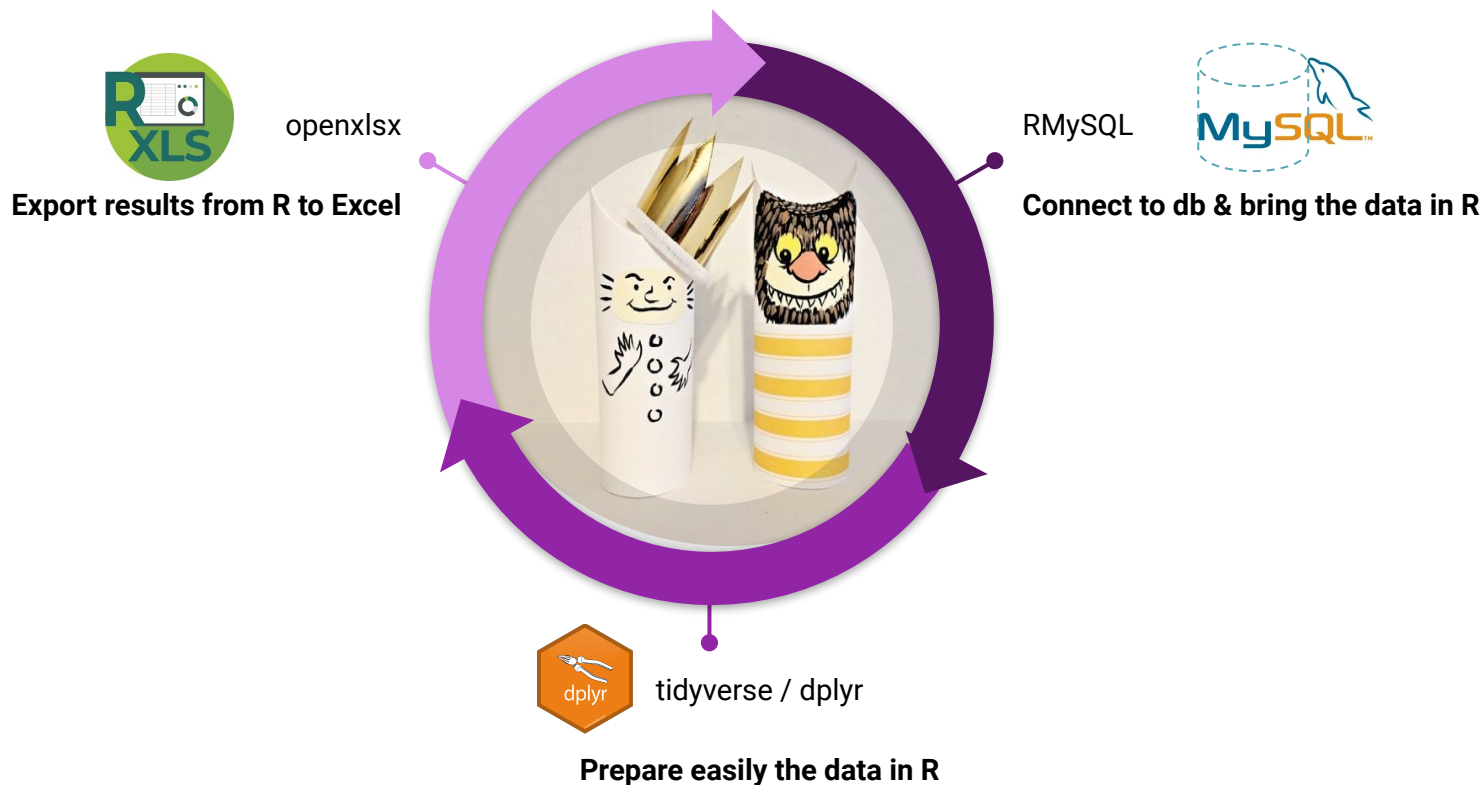 R
XLS
openxlsx
Export results from R to Excel
RMySQL
MySQL™
Connect to db & bring the data in R
dplyr
tidyverse / dplyr
Prepare easily the data in R